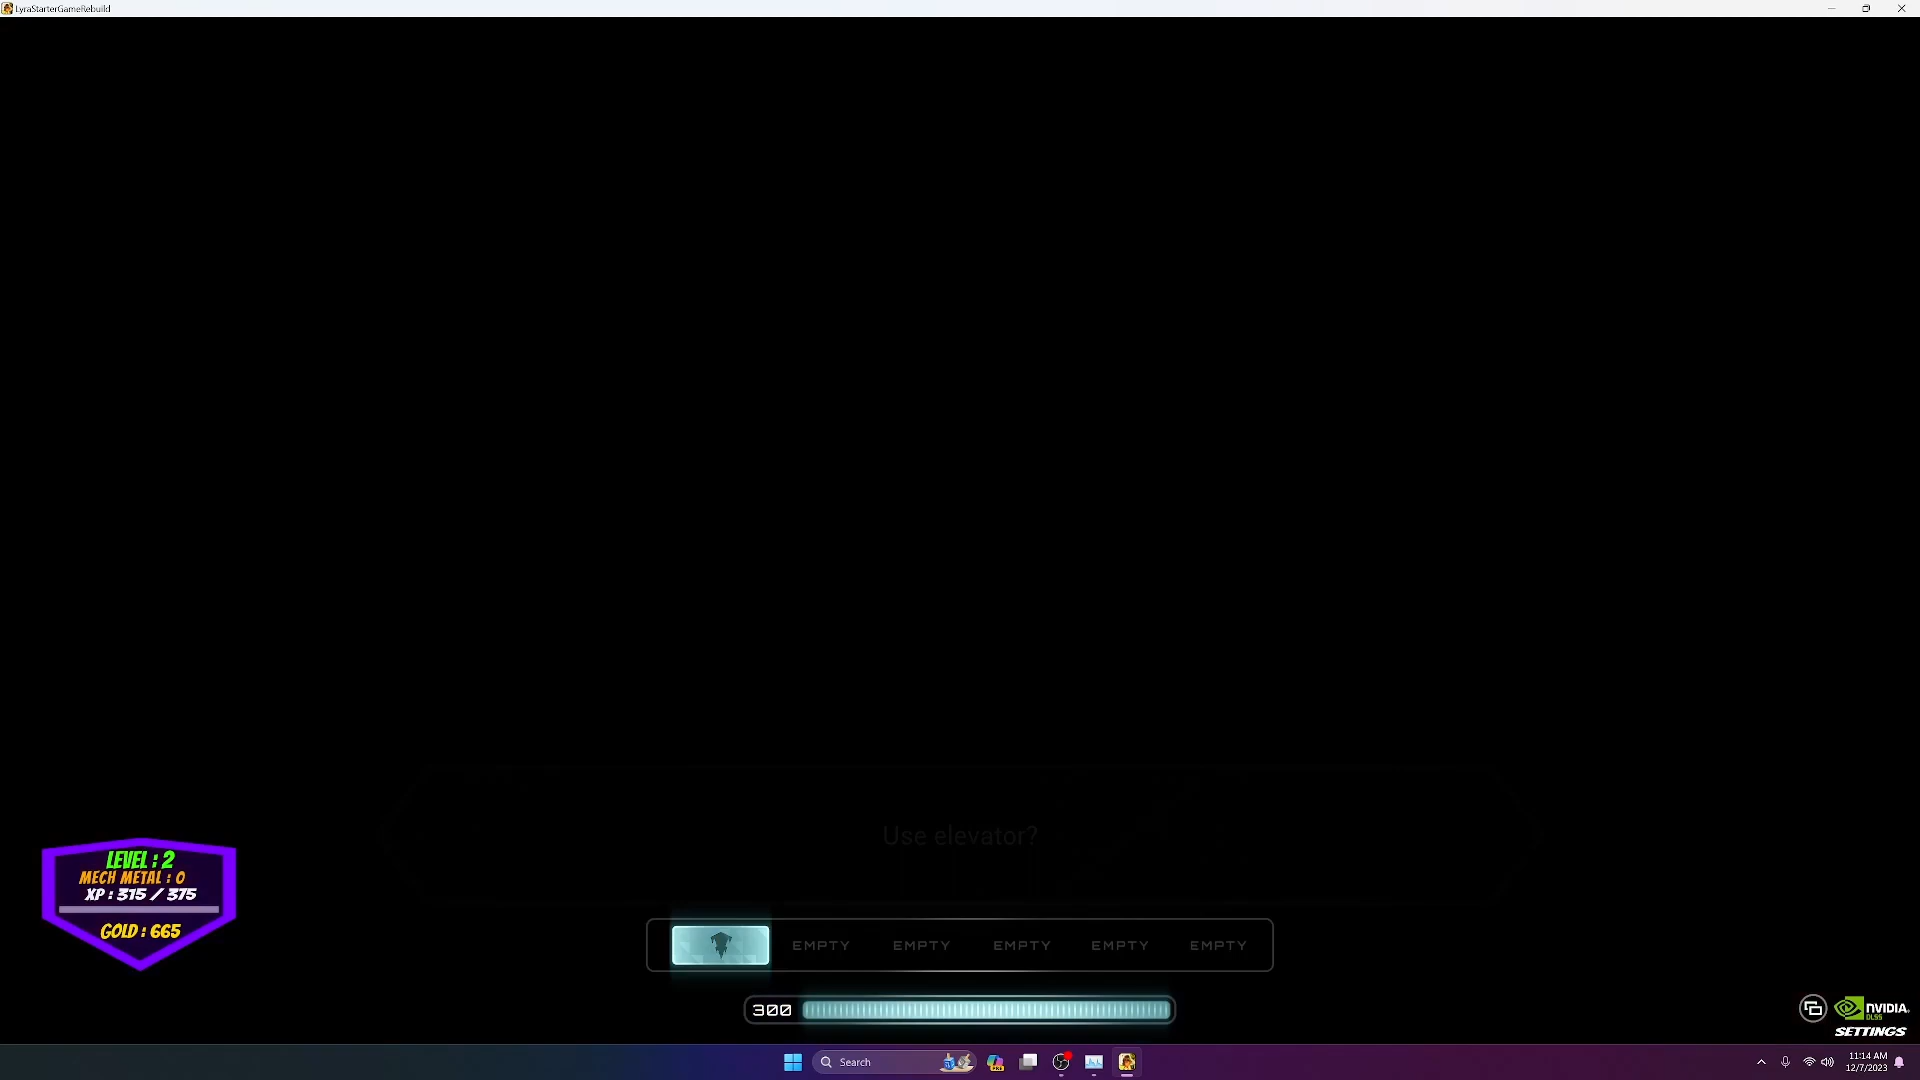 LyraStarterGameRebuild
Use elevator?
LEVEL : 2
MECH METAL : 0
XP : 315 / 375
GOLD : 665
EMPTY EMPTY EMPTY EMPTY EMPTY
300
NVIDIA
DLSS
SETTINGS
Search
11:14 AM
12/7/2023